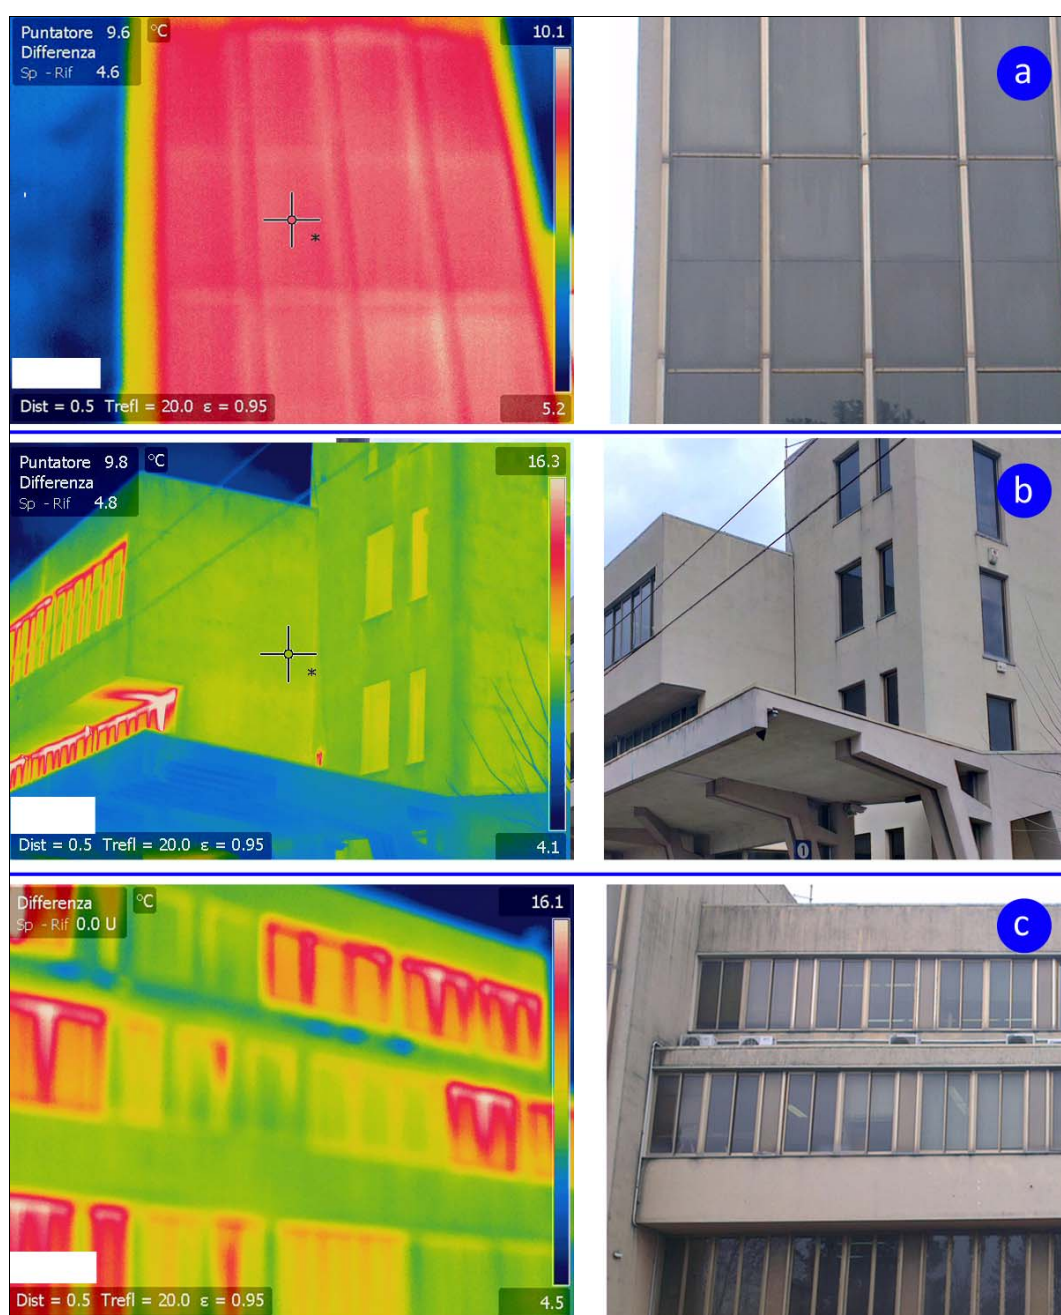 Puntatore 9.6 °C
Differenza
Sp - Rif 4.6
10.1
a
Dist = 0.5 Trefl = 20.0 ε = 0.95
5.2
Puntatore 9.8 °C
Differenza
Sp - Rif 4.8
16.3
b
1
Dist = 0.5 Trefl = 20.0 ε = 0.95
4.1
Differenza °C
Sp - Rif 0.0 U
16.1
c
Dist = 0.5 Trefl = 20.0 ε = 0.95
4.5